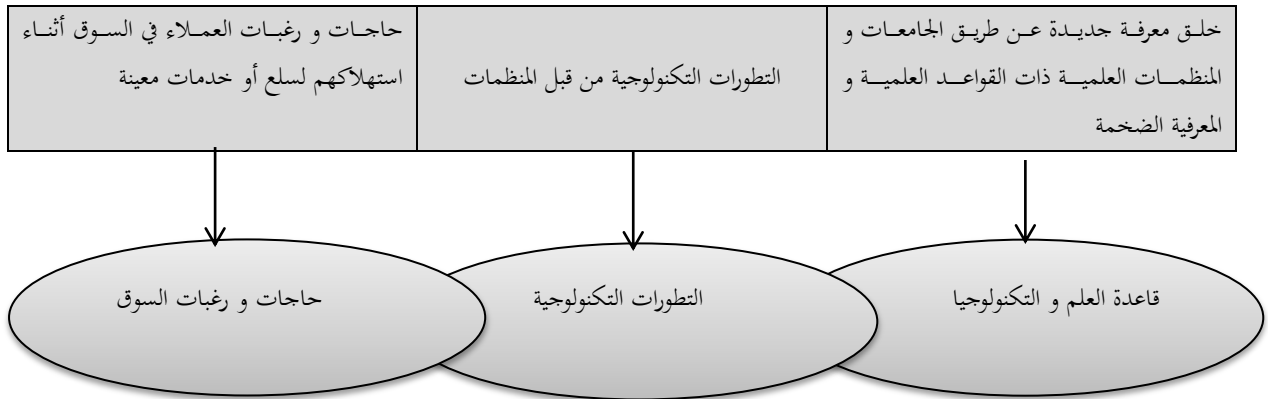 خلق معرفة جديدة عن طريق الجامعات و
المنظمات العلمية ذات القواعد العلمية و
المعرفية الضخمة
التطورات التكنولوجية من قبل المنظمات
حاجات و رغبات العملاء في السوق أثناء
استهلاكهم لسلع أو خدمات معينة
قاعدة العلم و التكنولوجيا
التطورات التكنولوجية
حاجات و رغبات السوق